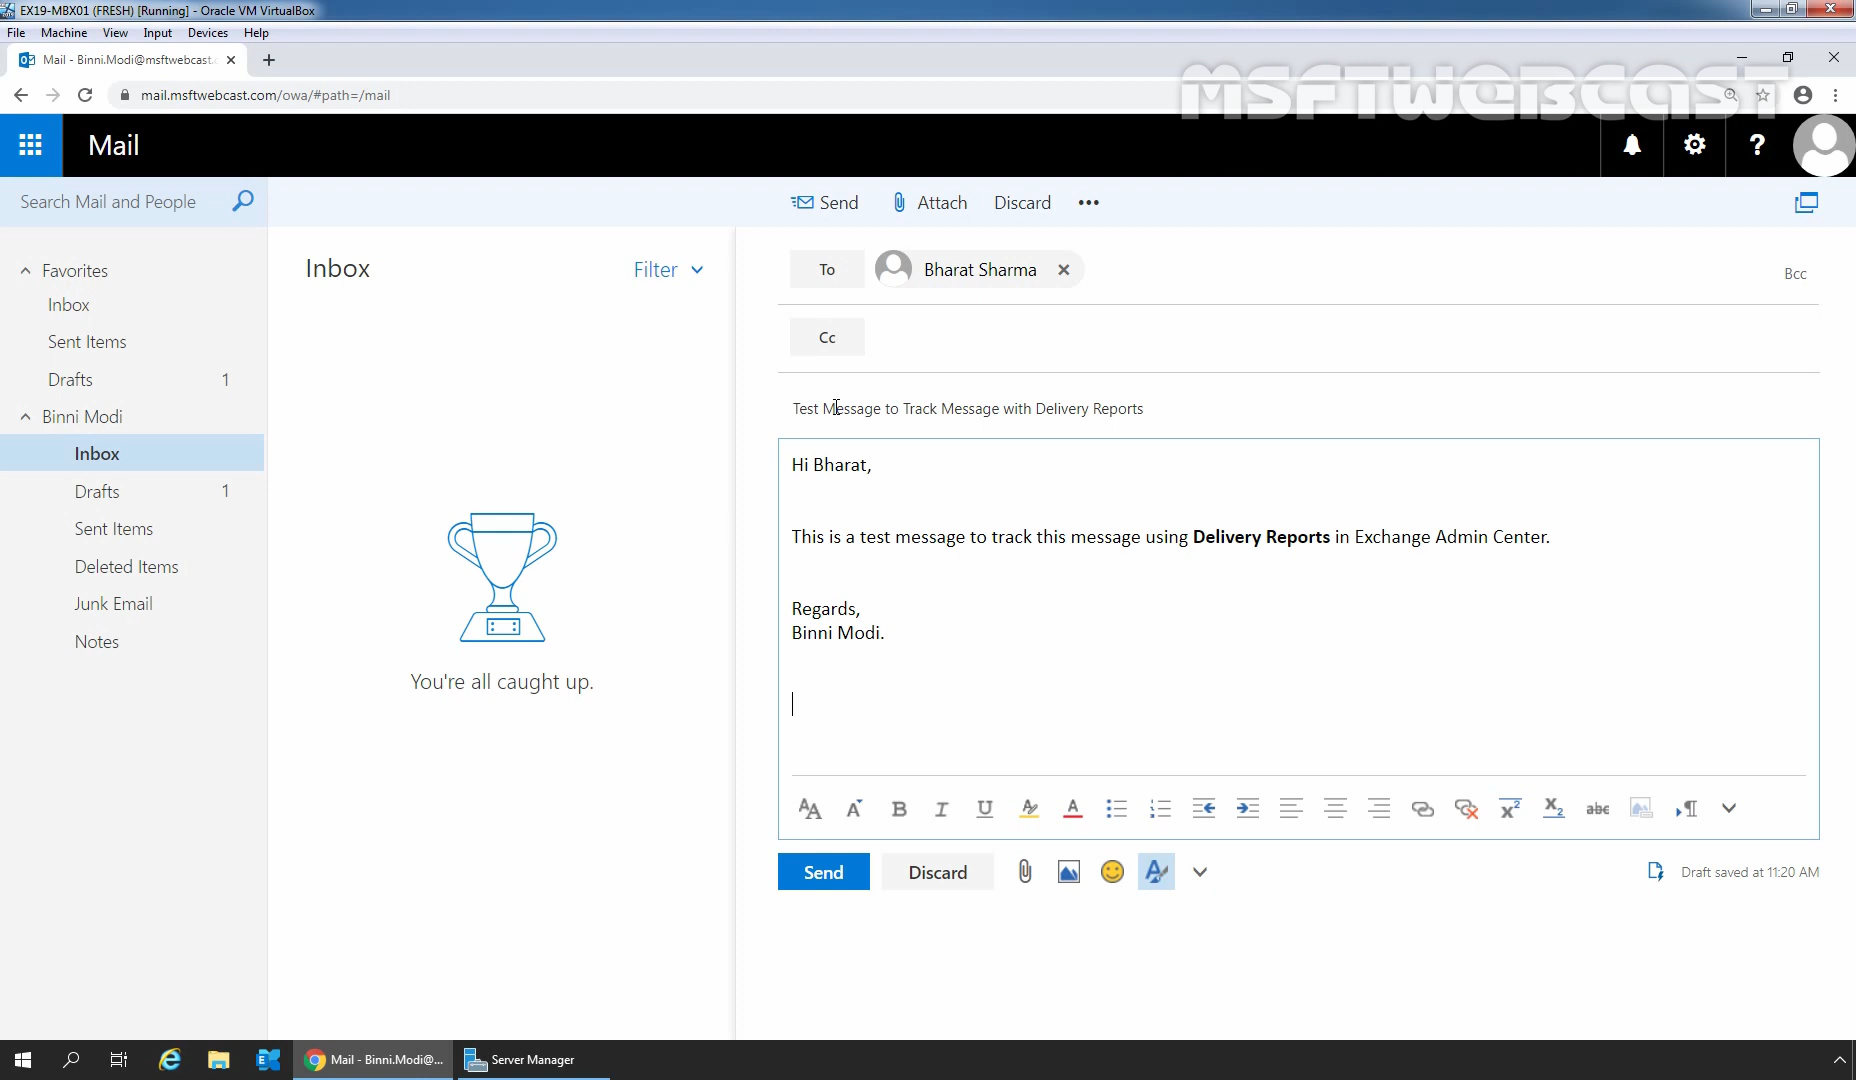 EX19-MBX01 (FRESH) [Running] - Oracle VM VirtualBox
File Machine View Input Devices Help
Mail - Binni.Modi@msftwebcast.c
mail.msftwebcast.com/owa/#path=/mail
MSFTWEBCAST
Mail
?
Search Mail and People
Send Attach Discard •••
Favorites
Inbox
Sent Items
Drafts 1
Binni Modi
Inbox
Drafts 1
Sent Items
Deleted Items
Junk Email
Notes
Inbox Filter
You're all caught up.
To Bharat Sharma Bcc
Cc
Test Message to Track Message with Delivery Reports
Hi Bharat,
This is a test message to track this message using Delivery Reports in Exchange Admin Center.
Regards,
Binni Modi.
Send Discard Draft saved at 11:20 AM
Mail - Binni.Modi@... Server Manager